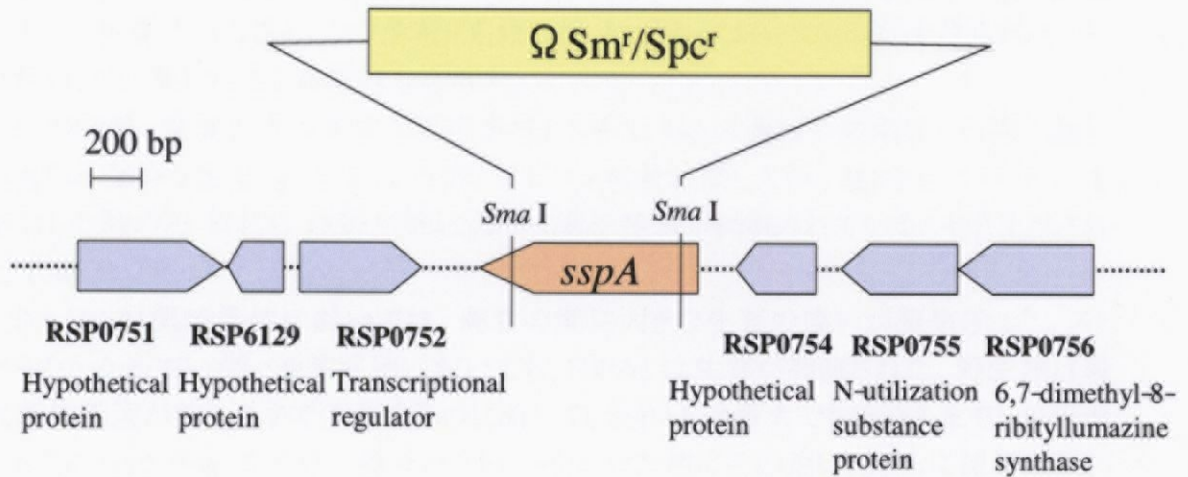 Ω Smʳ/Spcʳ
200 bp
Sma I
Sma I
sspA
RSP0751
RSP6129
RSP0752
RSP0754
RSP0755
RSP0756
Hypothetical
protein
Hypothetical
protein
Transcriptional
regulator
Hypothetical
protein
N-utilization
substance
protein
6,7-dimethyl-8-
ribityllumazine
synthase